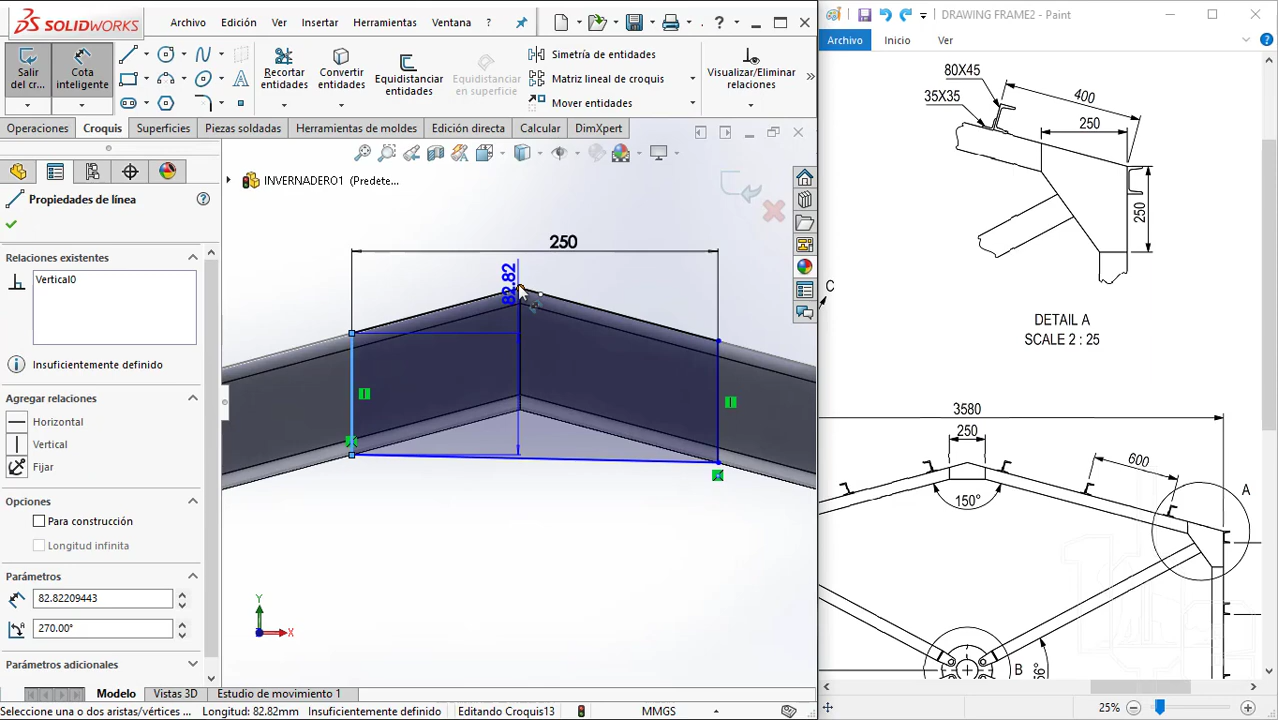 SOLIDWORKS
Archivo Edición Ver Insertar Herramientas Ventana ?
Salir del cr...
Cota inteligente
Recortar entidades
Convertir entidades
Equidistanciar entidades
Equidistanciar en superficie
Simetría de entidades
Matriz lineal de croquis
Mover entidades
Visualizar/Eliminar relaciones
Operaciones Croquis Superficies Piezas soldadas Herramientas de moldes Edición directa Calcular DimXpert
INVERNADERO1 (Predete...
Propiedades de línea
Relaciones existentes
Vertical0
Insuficientemente definido
Agregar relaciones
Horizontal
Vertical
Fijar
Opciones
Para construcción
Longitud infinita
Parámetros
82.82209443
270.00°
Parámetros adicionales
250
82.82
Y
X
Modelo Vistas 3D Estudio de movimiento 1
Seleccione una o dos aristas/vértices ... Longitud: 82.82mm Insuficientemente definido Editando Croquis13 MMGS
DRAWING FRAME2 - Paint
Archivo Inicio Ver
80X45
35X35
400
250
250
C
DETAIL A
SCALE 2 : 25
3580
250
600
A
150°
B
25%